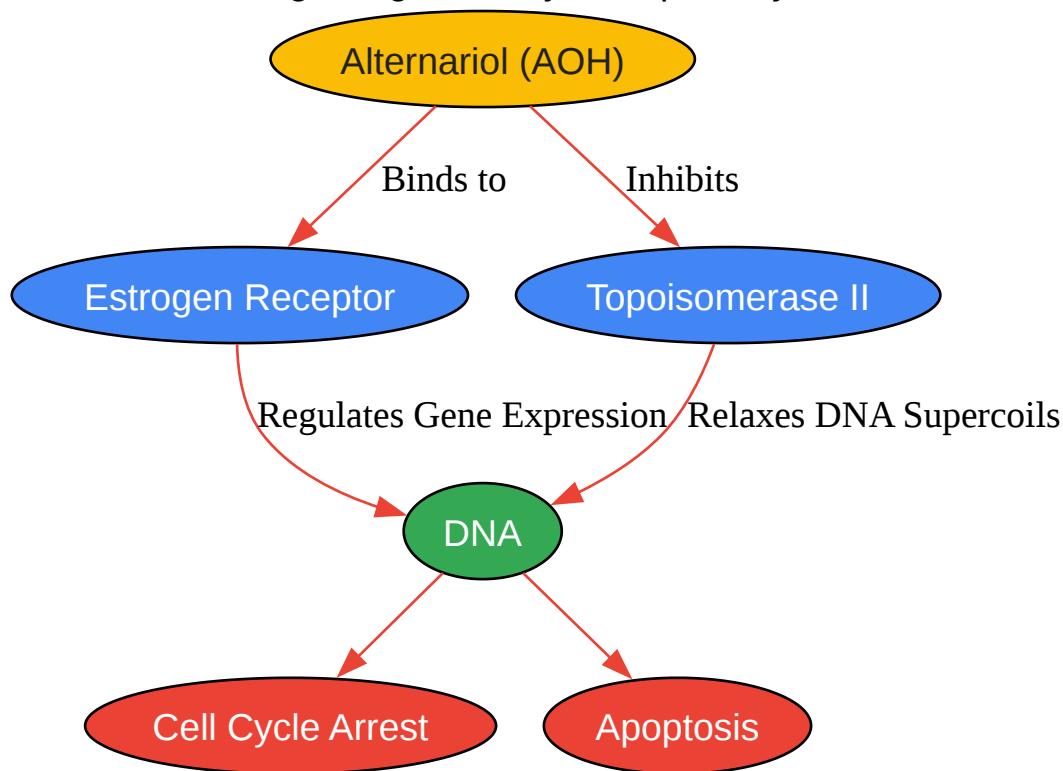 Alternariol (AOH)
Binds to
Inhibits
Estrogen Receptor
Topoisomerase II
Regulates Gene Expression
Relaxes DNA Supercoils
DNA
Cell Cycle Arrest
Apoptosis